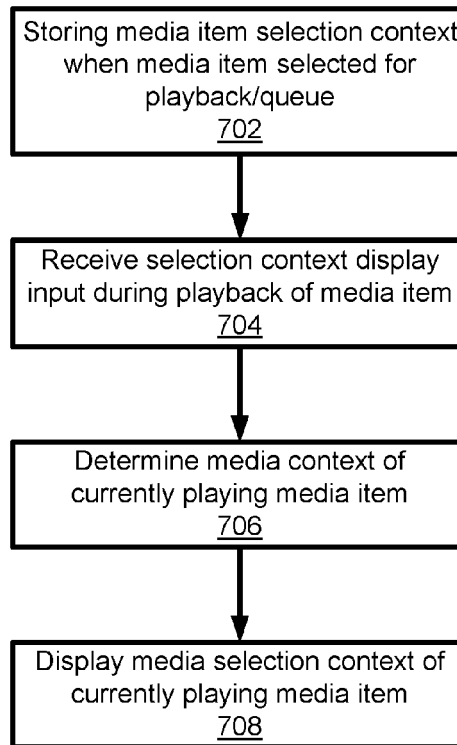 Storing media item selection context
when media item selected for
playback/queue
702
Receive selection context display
input during playback of media item
704
Determine media context of
currently playing media item
706
Display media selection context of
currently playing media item
708